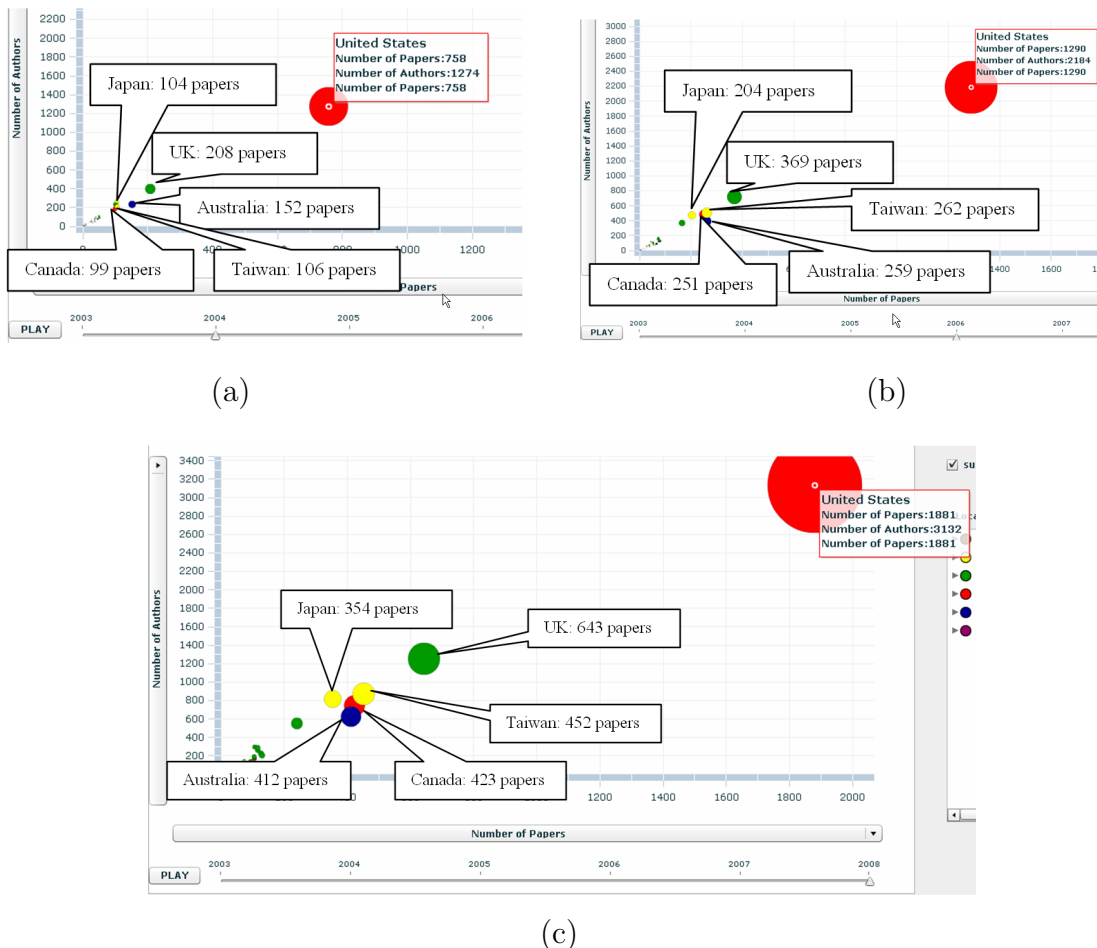 2200
2000
1800
1600
1400
1200
1000
800
600
400
200
0
Number of Authors
United States
Number of Papers:758
Number of Authors:1274
Number of Papers:758
Japan: 104 papers
UK: 208 papers
Australia: 152 papers
Canada: 99 papers
Taiwan: 106 papers
0 400 800 1000 1200
Papers
2003 2004 2005 2006
PLAY
(a)
3000
2800
2600
2400
2200
2000
1800
1600
1400
1200
1000
800
600
400
200
0
Number of Authors
United States
Number of Papers:1290
Number of Authors:2184
Number of Papers:1290
Japan: 204 papers
UK: 369 papers
Taiwan: 262 papers
Australia: 259 papers
Canada: 251 papers
1400 1600
Number of Papers
2003 2004 2005 2006 2007
PLAY
(b)
3400
3200
3000
2800
2600
2400
2200
2000
1800
1600
1400
1200
1000
800
600
400
200
Number of Authors
United States
Number of Papers:1881
Number of Authors:3132
Number of Papers:1881
Japan: 354 papers
UK: 643 papers
Taiwan: 452 papers
Australia: 412 papers
Canada: 423 papers
1200 1400 1600 1800 2000
Number of Papers
2003 2004 2005 2006 2007 2008
PLAY
(c)